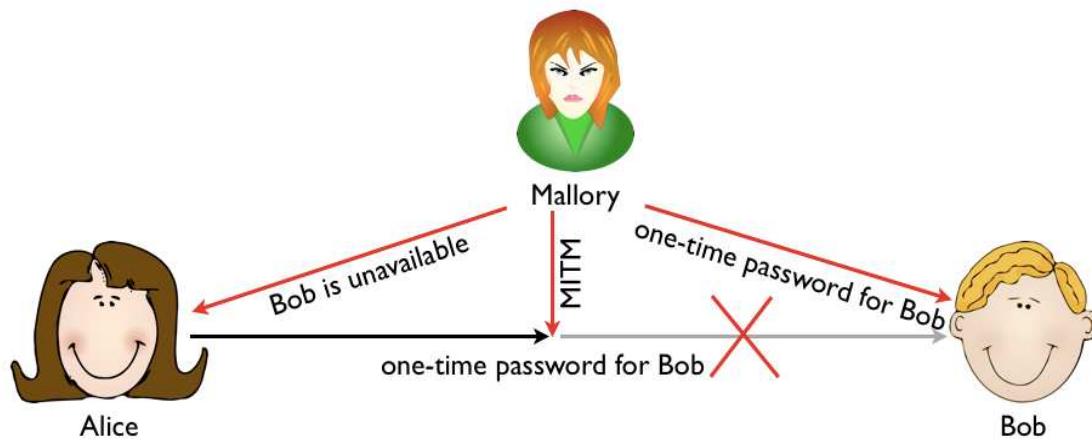 Mallory
Bob is unavailable
MITM
one-time password for Bob
one-time password for Bob
Alice
Bob